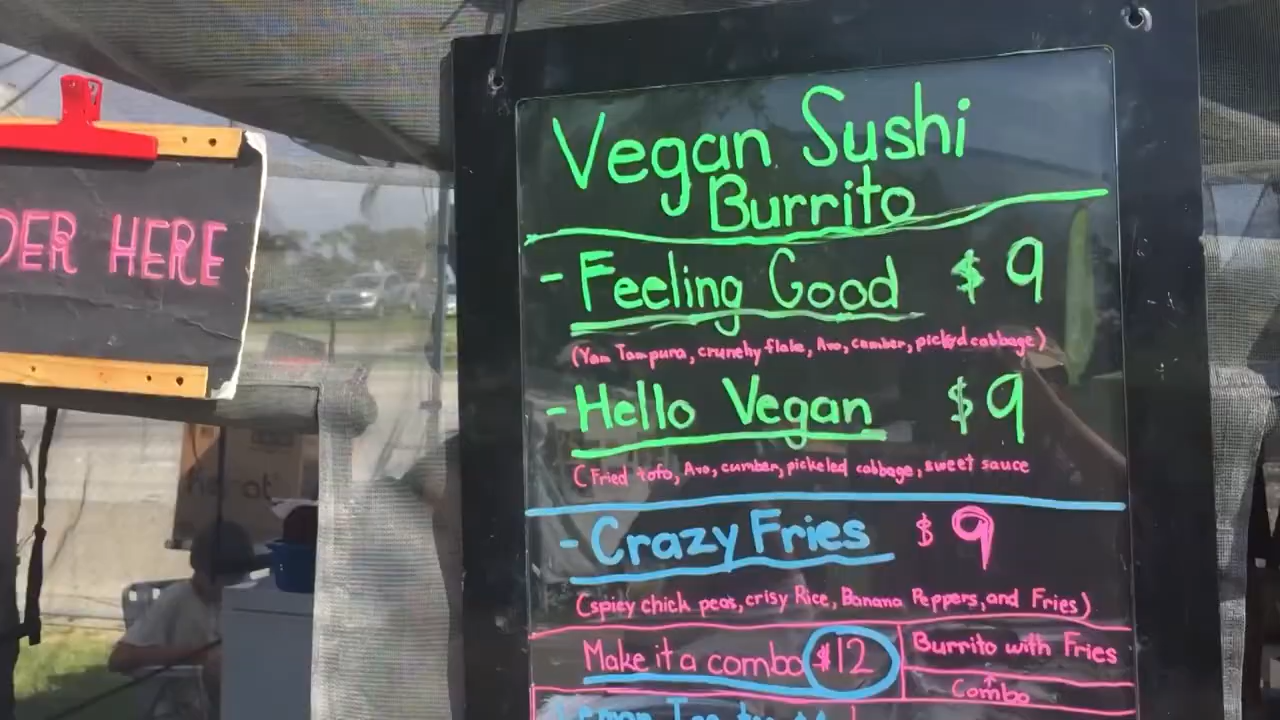 DER HERE
Vegan Sushi
Burrito
- Feeling Good $9
(Yam Tampura, crunchy flake, Avo, cumber, pickled cabbage)
- Hello Vegan $9
(Fried tofo, Avo, cumber, pickeled cabbage, sweet sauce
- Crazy Fries $9
(spicy chick peas, crisy Rice, Banana Peppers, and Fries)
Make it a combo $12
Burrito with Fries
Combo